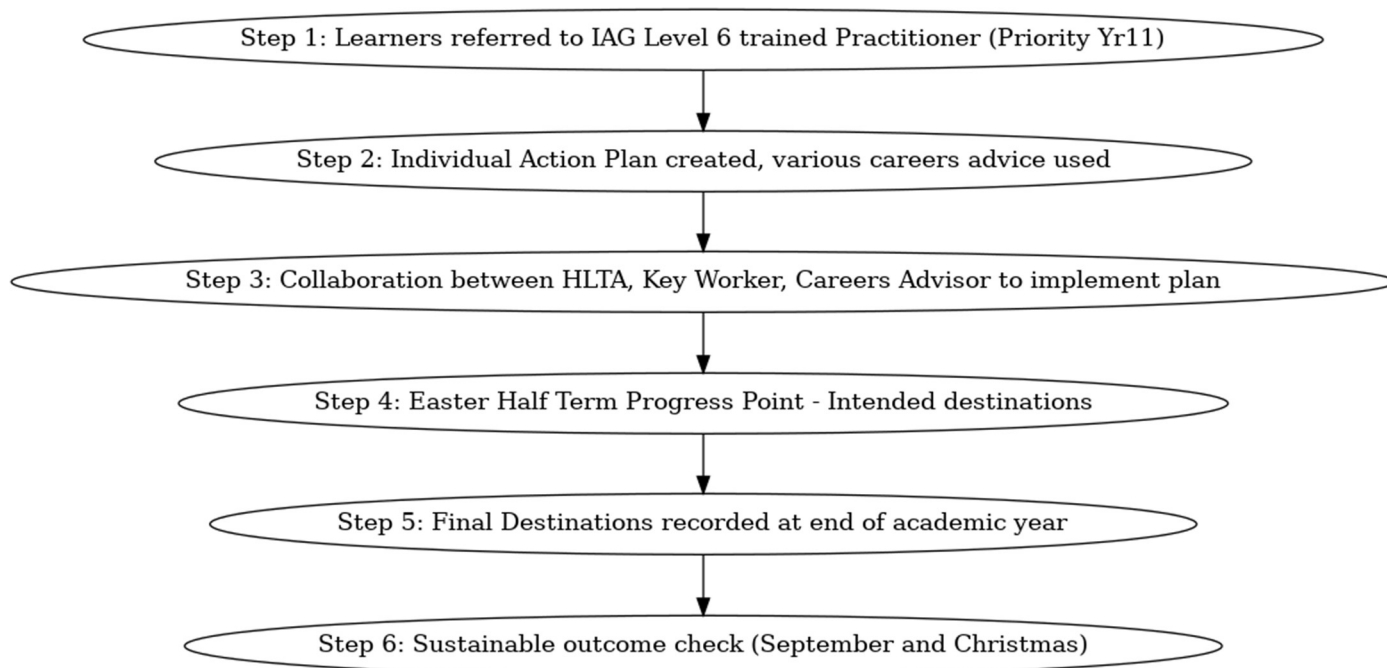 Step 1: Learners referred to IAG Level 6 trained Practitioner (Priority Yr11)
Step 2: Individual Action Plan created, various careers advice used
Step 3: Collaboration between HLTA, Key Worker, Careers Advisor to implement plan
Step 4: Easter Half Term Progress Point - Intended destinations
Step 5: Final Destinations recorded at end of academic year
Step 6: Sustainable outcome check (September and Christmas)